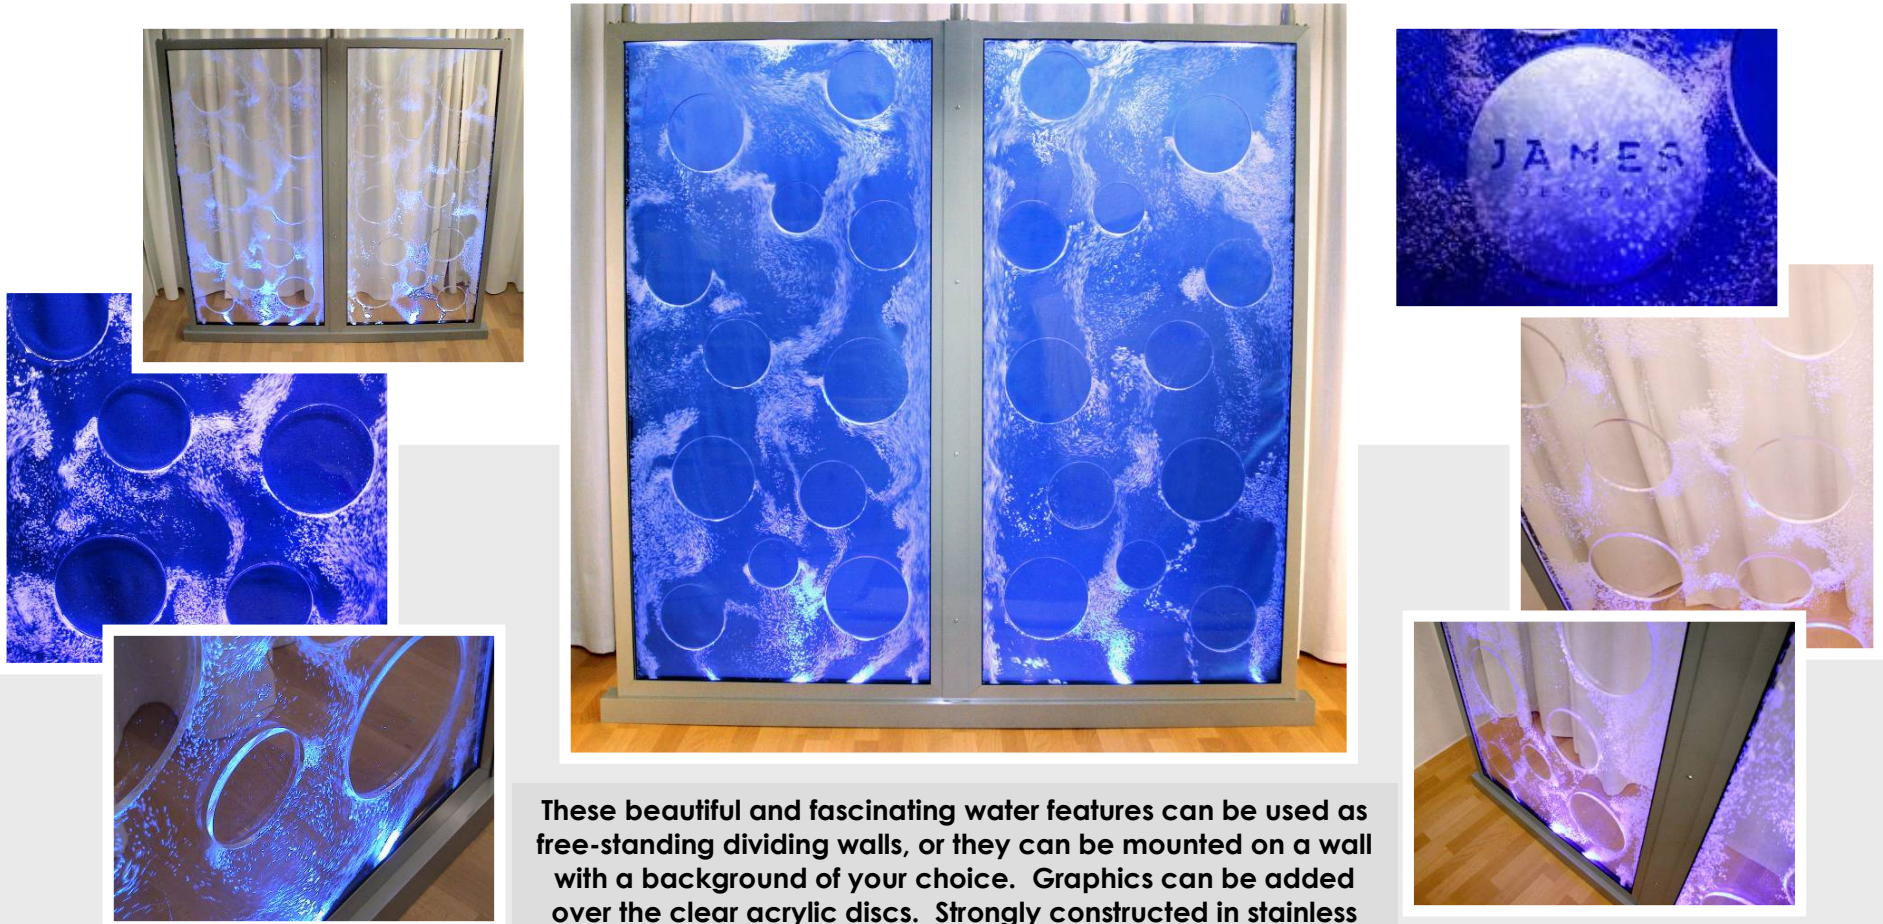 JAMES
DESIGNK
These beautiful and fascinating water features can be used as
free-standing dividing walls, or they can be mounted on a wall
with a background of your choice.  Graphics can be added
over the clear acrylic discs.  Strongly constructed in stainless